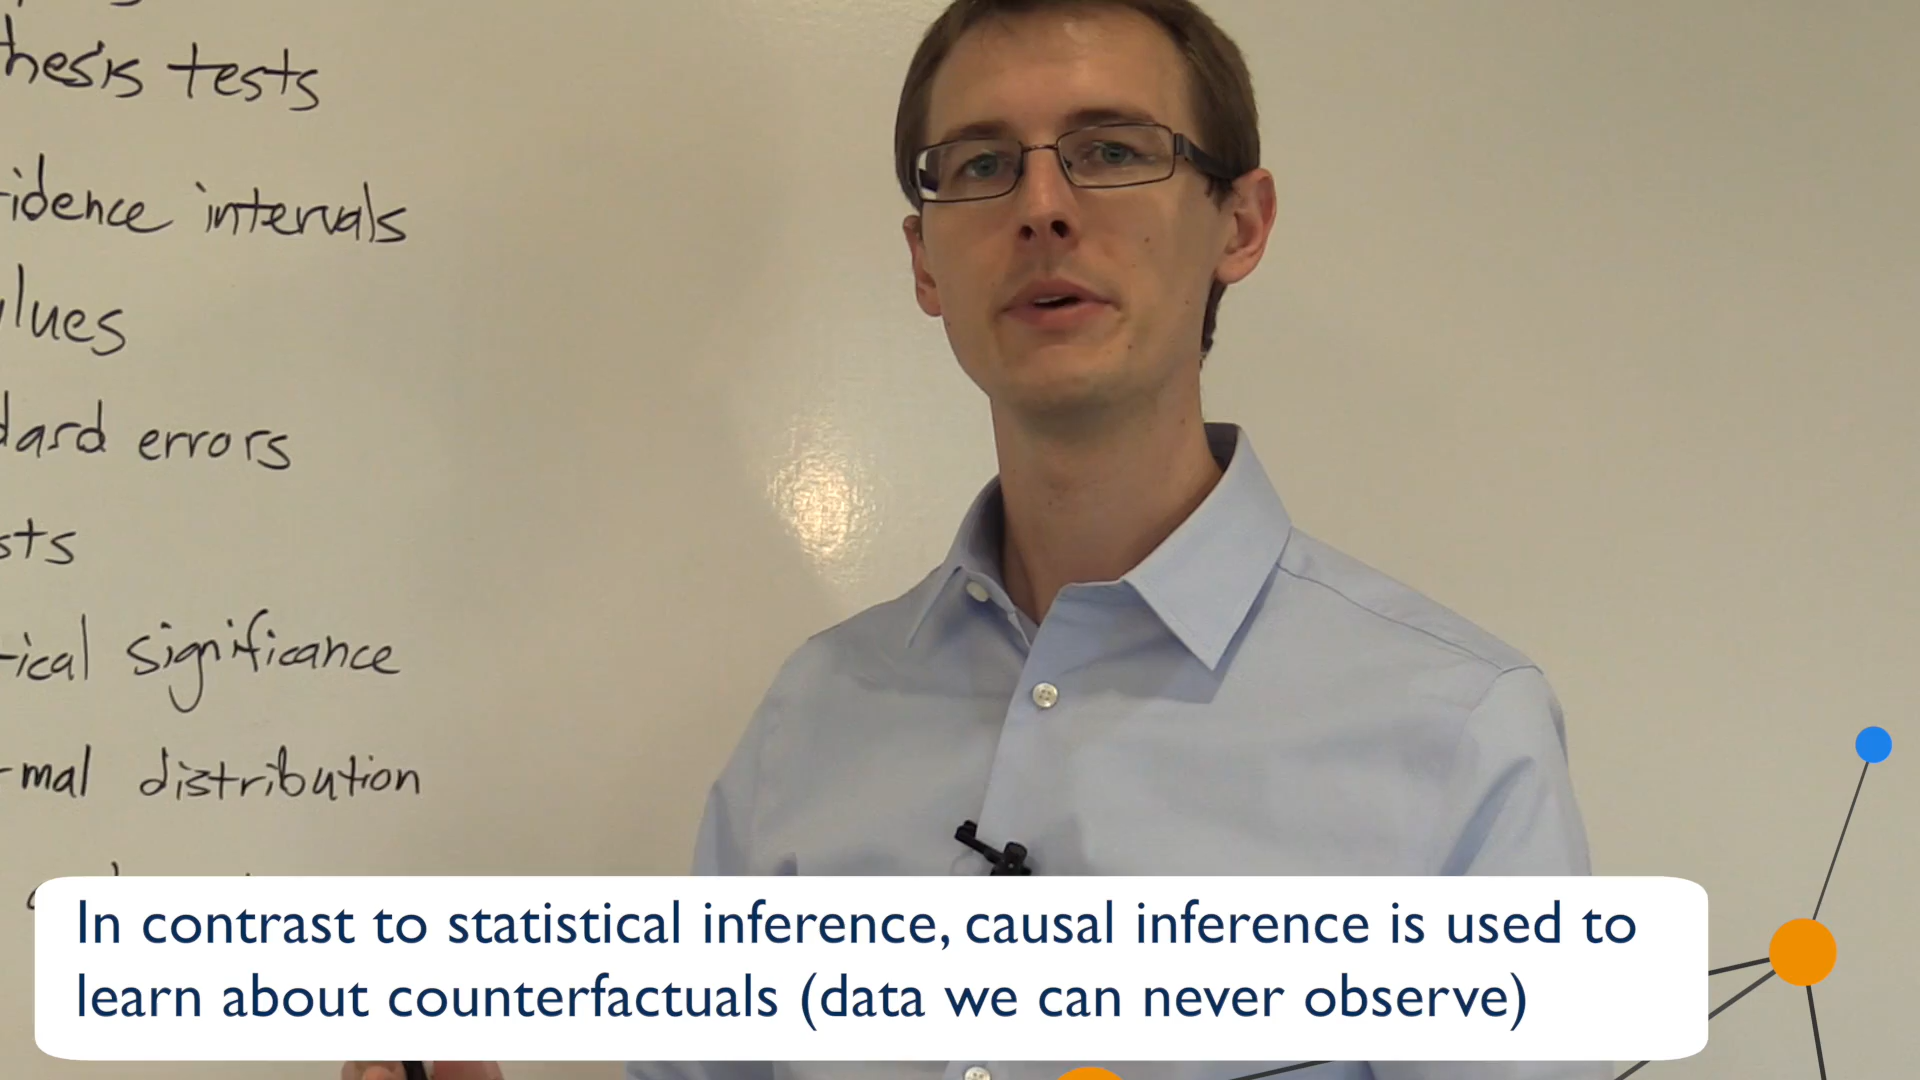 hesis tests
idence intervals
lues
dard errors
sts
ical significance
mal distribution
In contrast to statistical inference, causal inference is used to
learn about counterfactuals (data we can never observe)